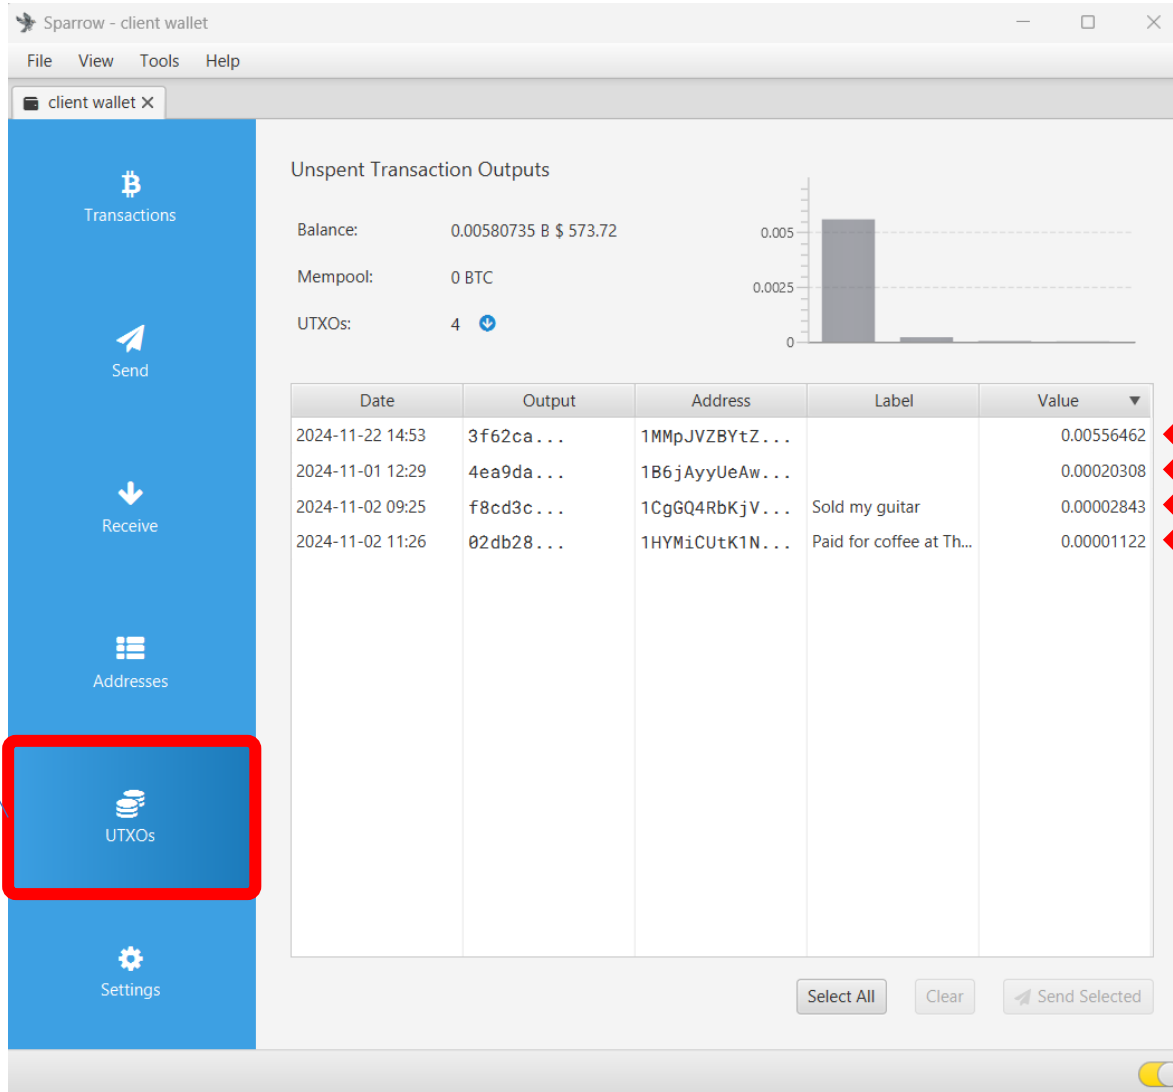 Sparrow - client wallet
File View Tools Help
client wallet
Transactions
Send
Receive
Addresses
UTXOs
Settings
Unspent Transaction Outputs
Balance: 0.00580735 B $ 573.72
Mempool: 0 BTC
UTXOs: 4
0.005
0.0025
0
Date Output Address Label Value
2024-11-22 14:53 3f62ca... 1MMpJVZBYtZ... 0.00556462
2024-11-01 12:29 4ea9da... 1B6jAyyUeAw... 0.00020308
2024-11-02 09:25 f8cd3c... 1CgGQ4RbKjV... Sold my guitar 0.00002843
2024-11-02 11:26 02db28... 1HYMiCUtK1N... Paid for coffee at Th... 0.00001122
Select All Clear Send Selected